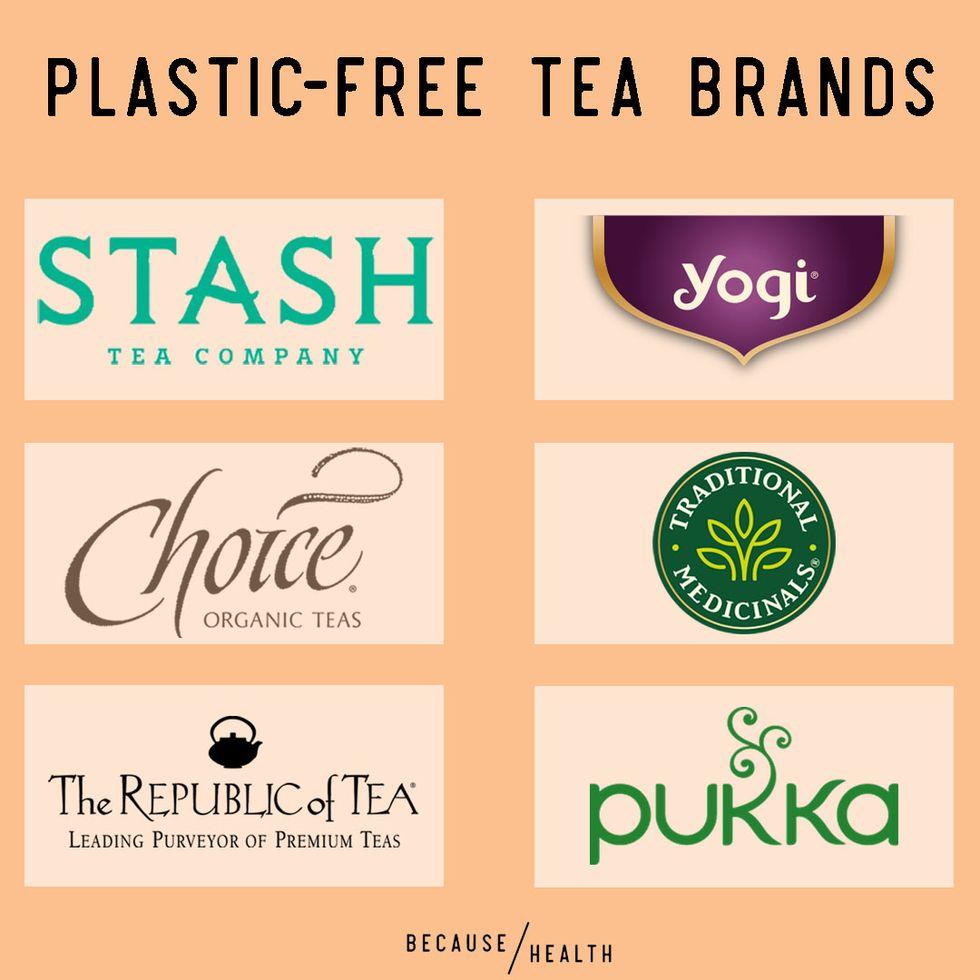 PLASTIC-FREE TEA BRANDS
STASH
TEA COMPANY
yogi®
Choice®
ORGANIC TEAS
TRADITIONAL
MEDICINALS®
The REPUBLIC of TEA®
LEADING PURVEYOR OF PREMIUM TEAS
pukka
BECAUSE/HEALTH